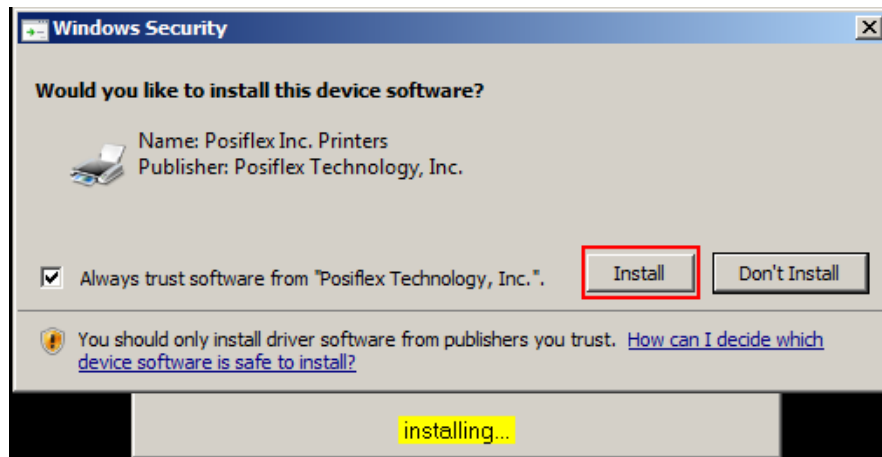 Windows Security
Would you like to install this device software?
Name: Posiflex Inc. Printers
Publisher: Posiflex Technology, Inc.
Always trust software from "Posiflex Technology, Inc.". Install Don't Install
You should only install driver software from publishers you trust. How can I decide which
device software is safe to install?
installing...